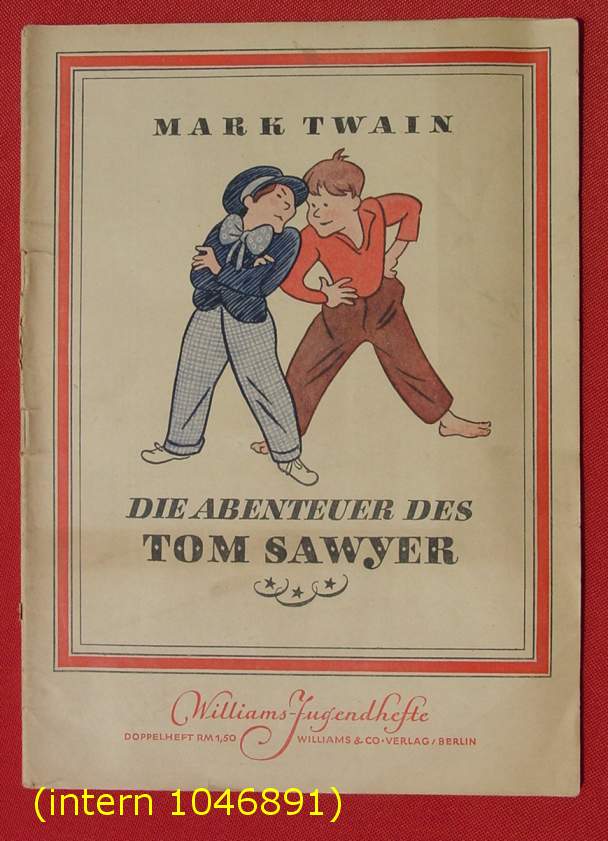 MARK TWAIN
DIE ABENTEUER DES
TOM SAWYER
Williams-Jugendhefte
DOPPELHEFT RM 1,50 WILLIAMS & CO · VERLAG / BERLIN
(intern 1046891)